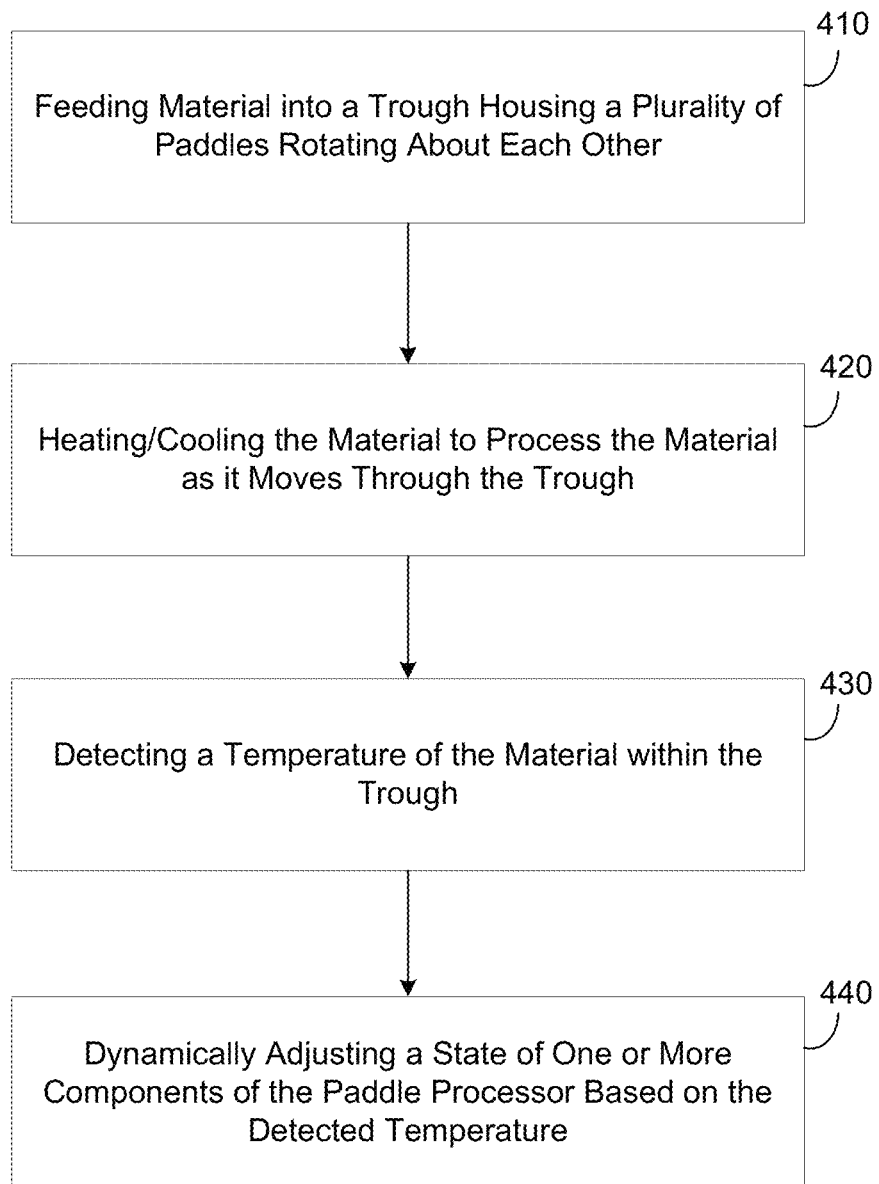 410
Feeding Material into a Trough Housing a Plurality of
Paddles Rotating About Each Other
420
Heating/Cooling the Material to Process the Material
as it Moves Through the Trough
430
Detecting a Temperature of the Material within the
Trough
440
Dynamically Adjusting a State of One or More
Components of the Paddle Processor Based on the
Detected Temperature